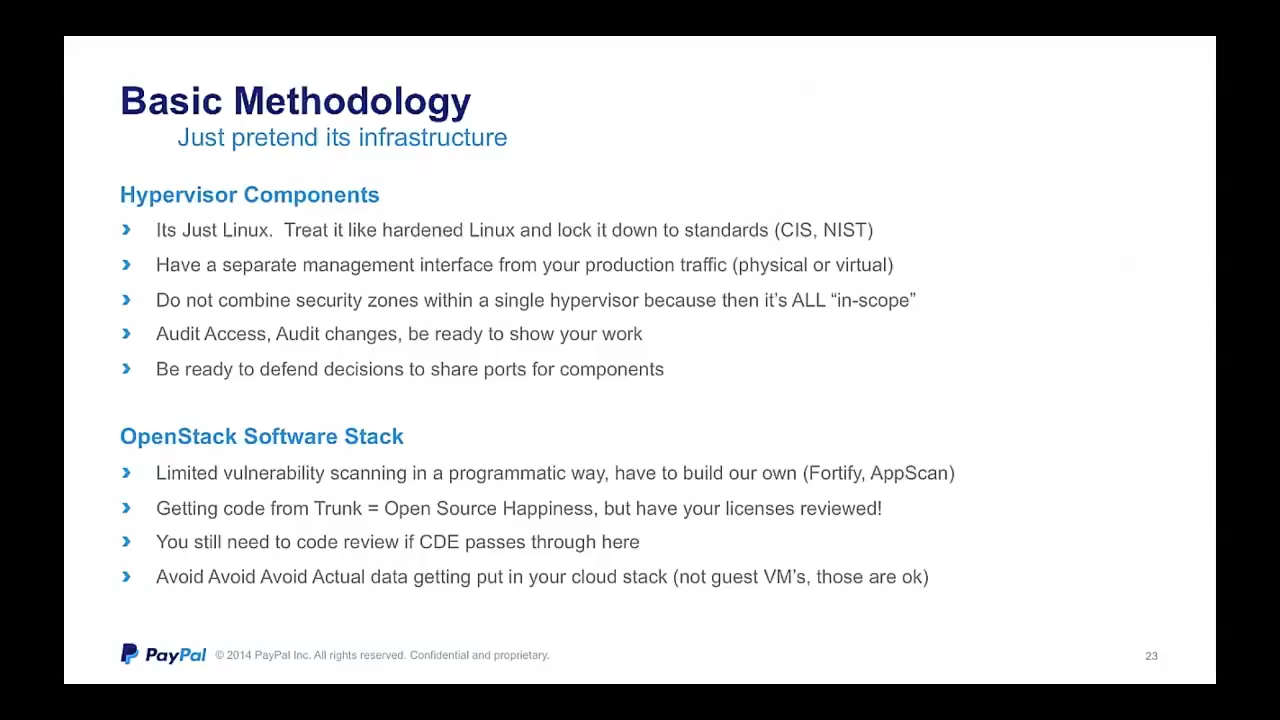 Basic Methodology
Just pretend its infrastructure
Hypervisor Components
› Its Just Linux.  Treat it like hardened Linux and lock it down to standards (CIS, NIST)
› Have a separate management interface from your production traffic (physical or virtual)
› Do not combine security zones within a single hypervisor because then it’s ALL “in-scope”
› Audit Access, Audit changes, be ready to show your work
› Be ready to defend decisions to share ports for components
OpenStack Software Stack
› Limited vulnerability scanning in a programmatic way, have to build our own (Fortify, AppScan)
› Getting code from Trunk = Open Source Happiness, but have your licenses reviewed!
› You still need to code review if CDE passes through here
› Avoid Avoid Avoid Actual data getting put in your cloud stack (not guest VM’s, those are ok)
PayPal © 2014 PayPal Inc. All rights reserved. Confidential and proprietary. 23